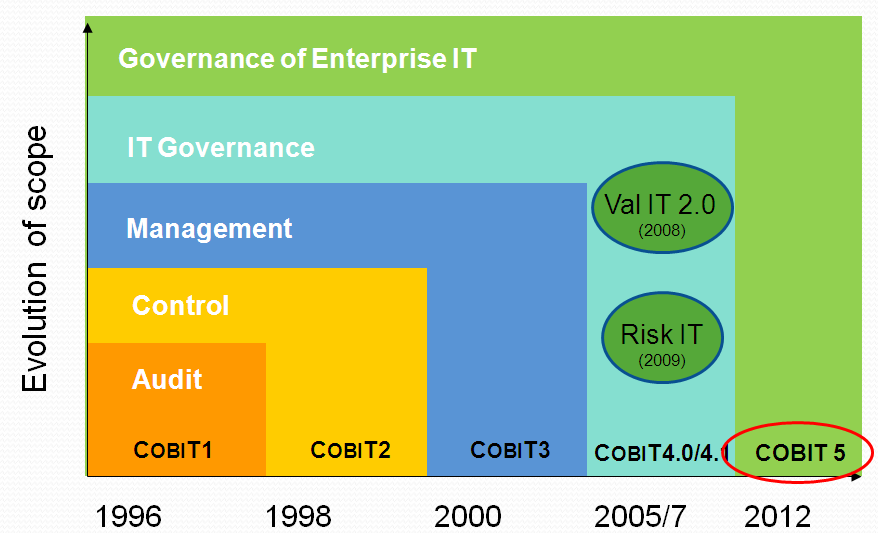 Evolution of scope
Governance of Enterprise IT
IT Governance
Val IT 2.0
(2008)
Management
Control
Risk IT
(2009)
Audit
COBIT1
COBIT2
COBIT3
COBIT4.0/4.1
COBIT 5
1996
1998
2000
2005/7
2012